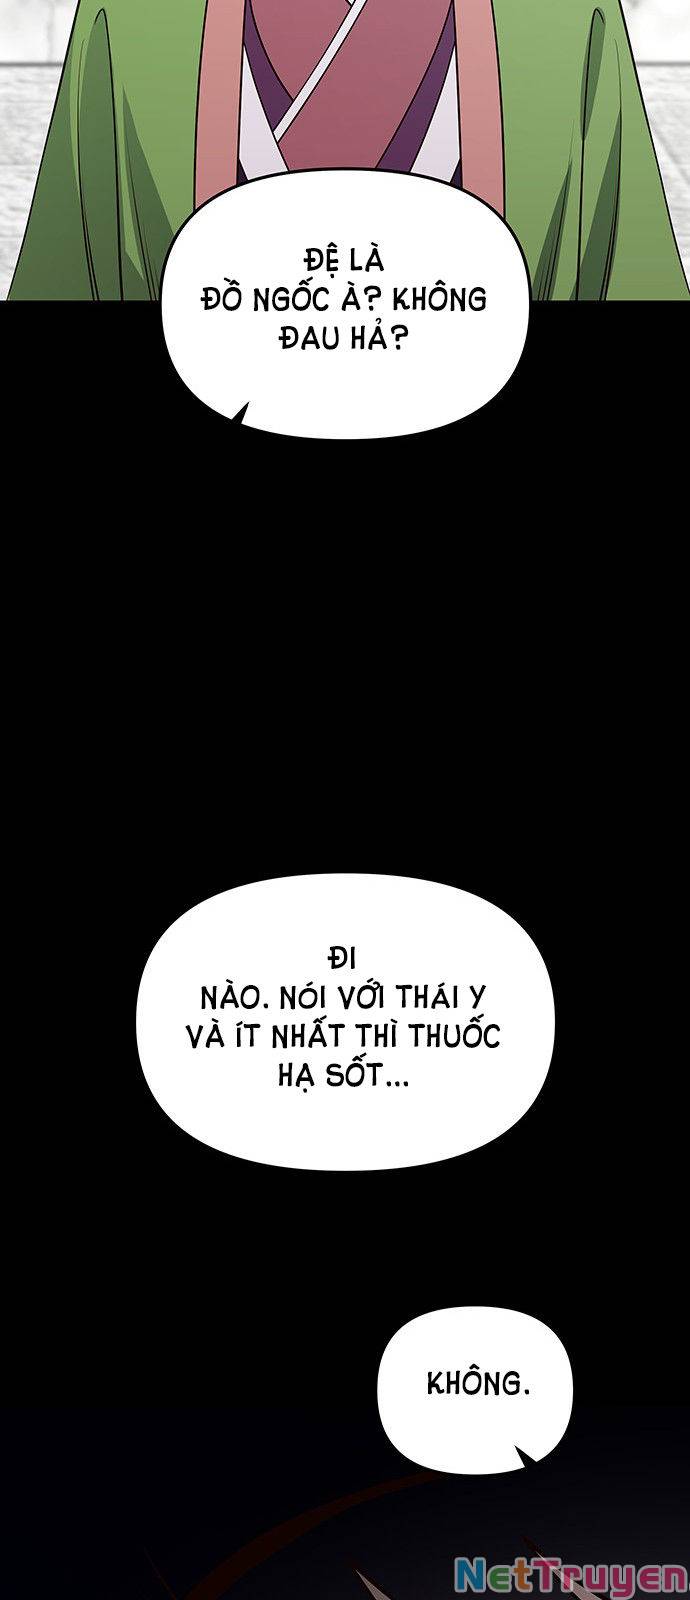 ĐỆ LÀ
ĐỒ NGỐC À? KHÔNG
ĐAU HẢ?
ĐI
NÀO. NÓI VỚI THÁI Y
VÀ ÍT NHẤT THÌ THUỐC
HẠ SỐT...
KHÔNG.
NetTruyen